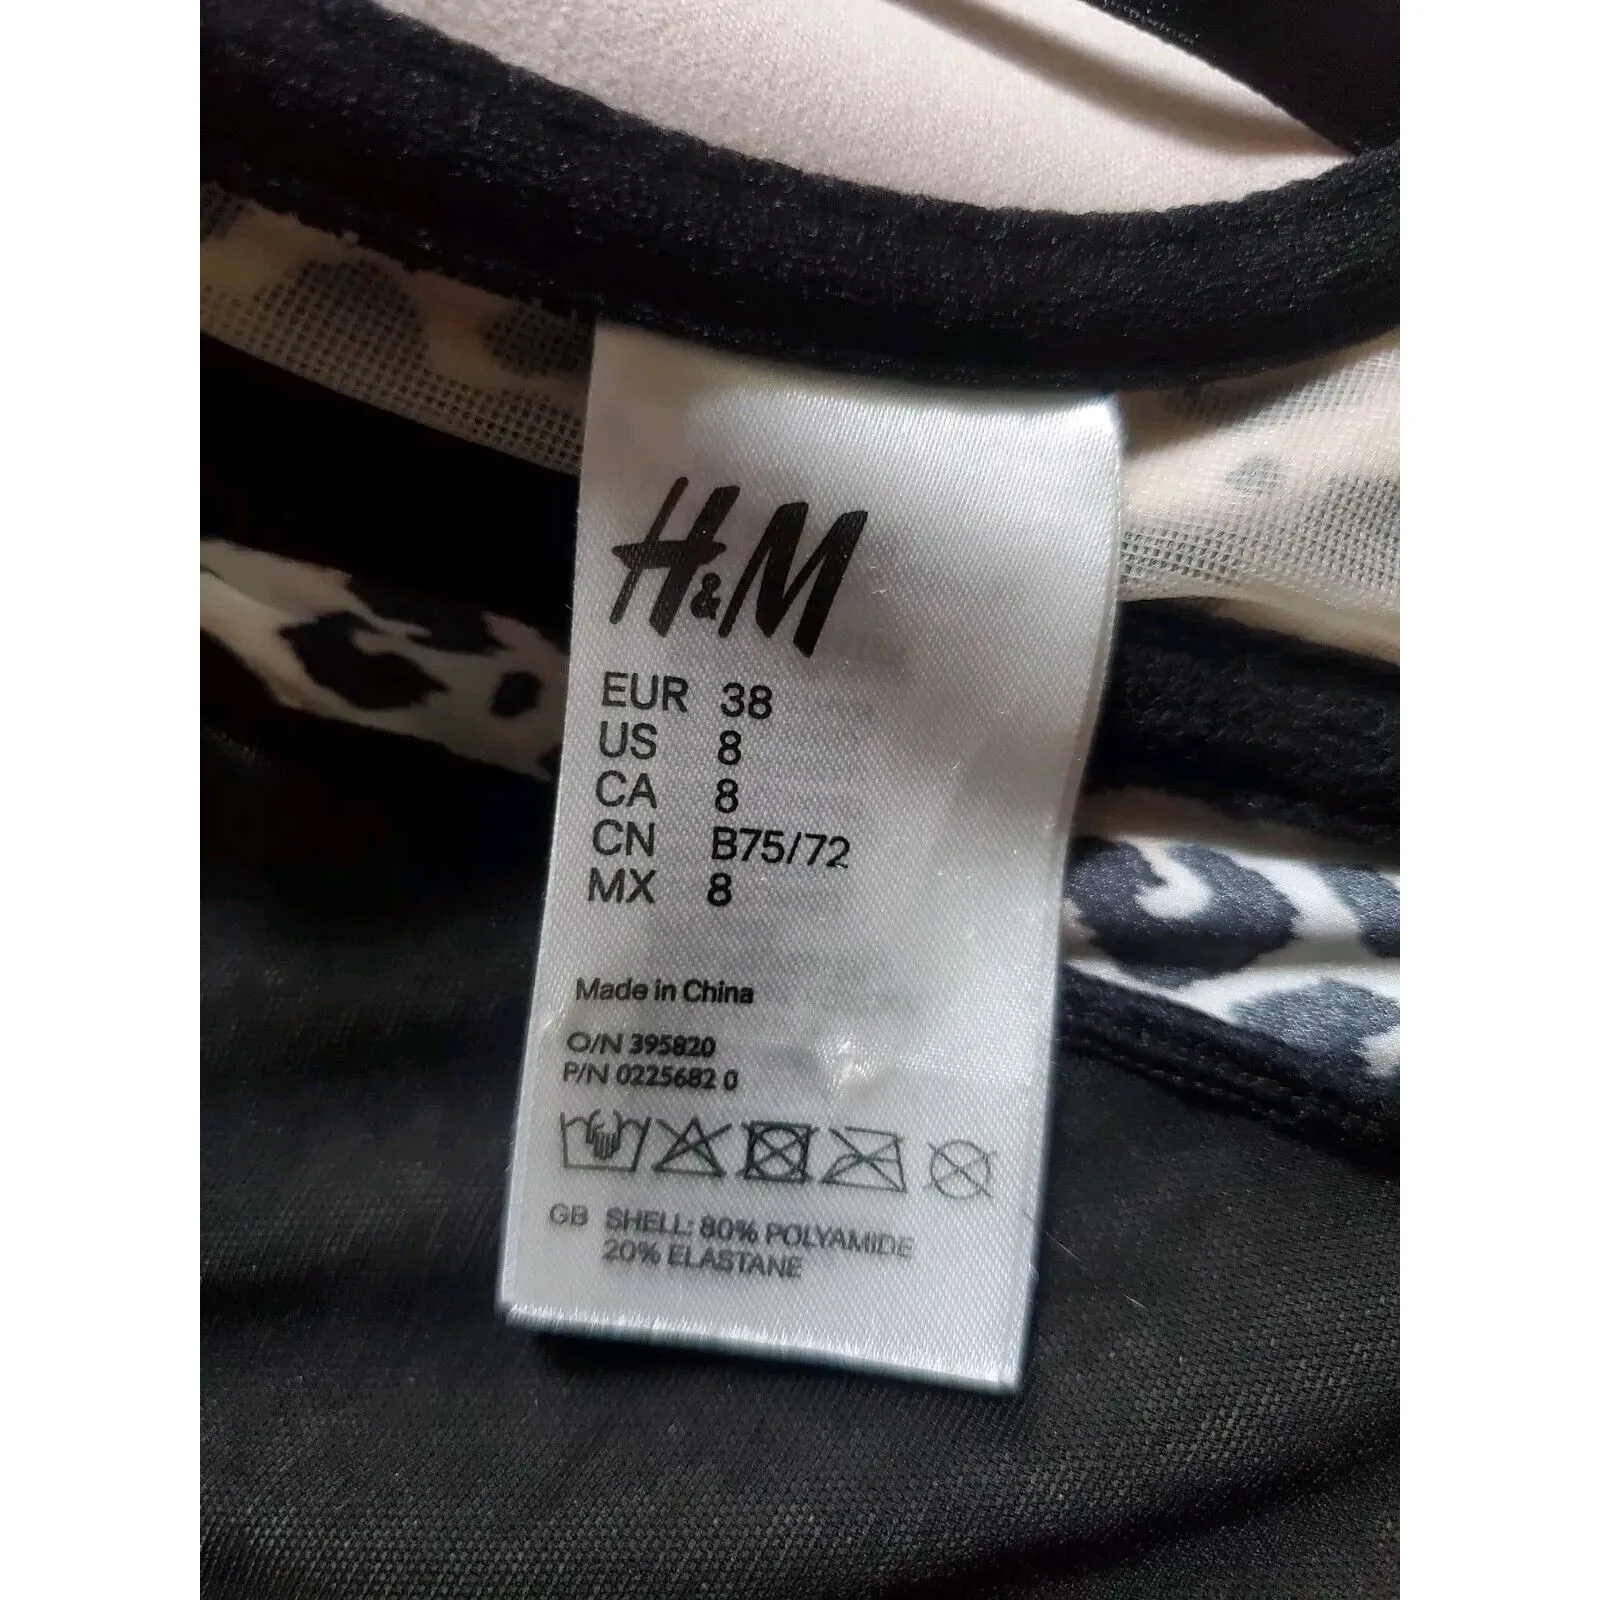 H&M
EUR 38
US 8
CA 8
CN B75/72
MX 8
Made in China
O/N 395820
P/N 0225682 0
GB SHELL: 80% POLYAMIDE
20% ELASTANE